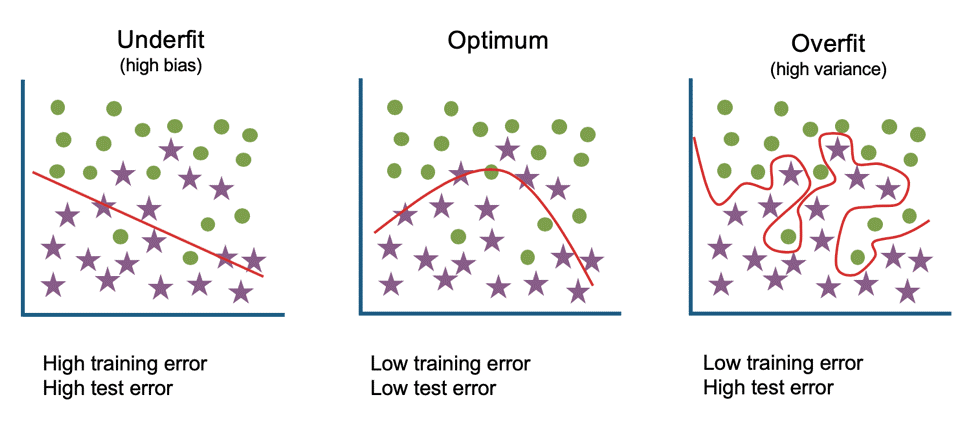 Underfit
(high bias)
High training error
High test error
Optimum
Low training error
Low test error
Overfit
(high variance)
Low training error
High test error